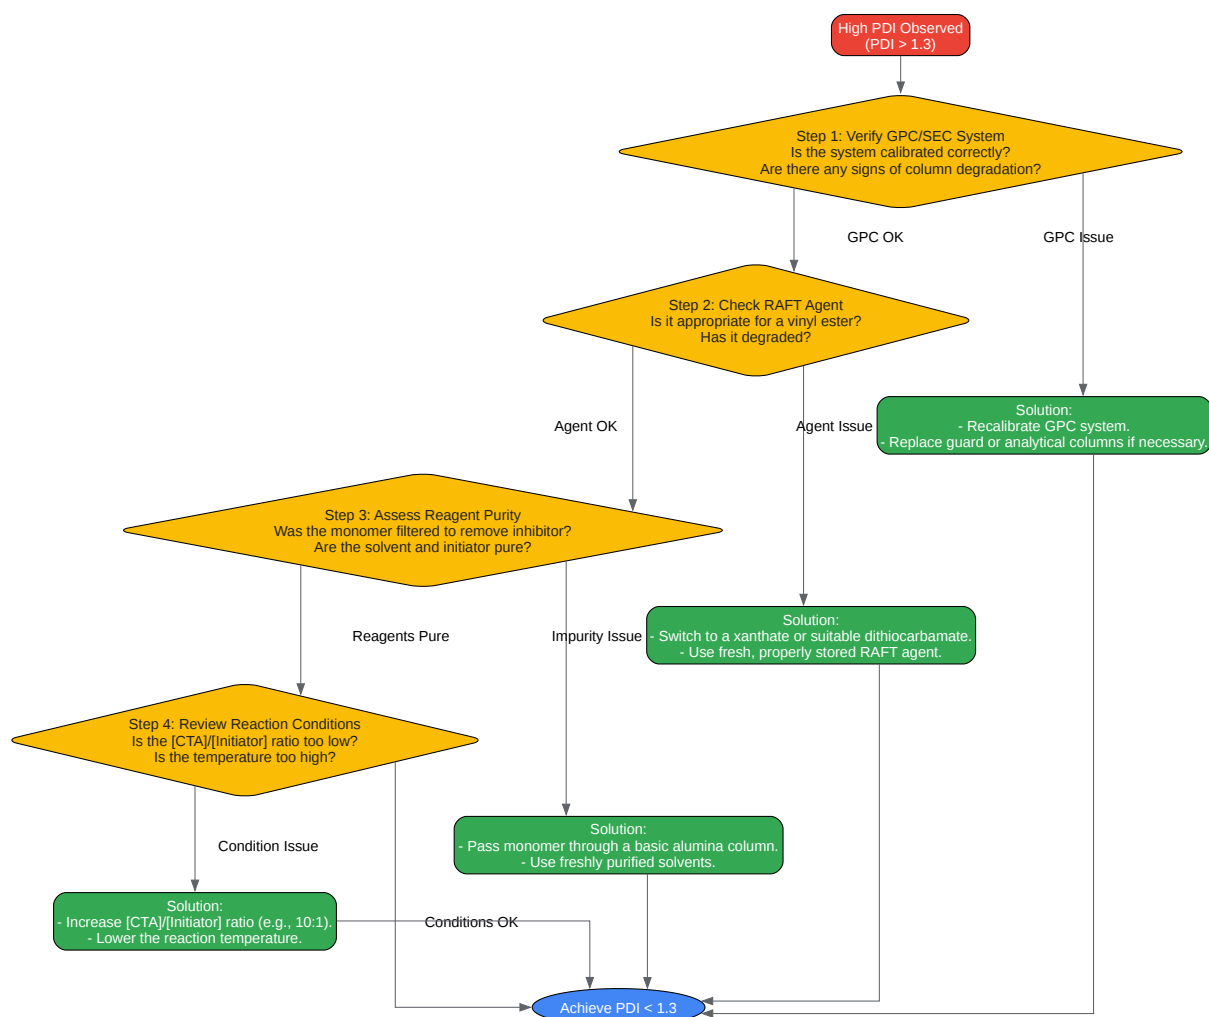 High PDI Observed
(PDI > 1.3)
Step 1: Verify GPC/SEC System
Is the system calibrated correctly?
Are there any signs of column degradation?
GPC OK
GPC Issue
Step 2: Check RAFT Agent
Is it appropriate for a vinyl ester?
Has it degraded?
Agent OK
Agent Issue
Solution:
- Recalibrate GPC system.
- Replace guard or analytical columns if necessary.
Step 3: Assess Reagent Purity
Was the monomer filtered to remove inhibitor?
Are the solvent and initiator pure?
Reagents Pure
Impurity Issue
Solution:
- Switch to a xanthate or suitable dithiocarbamate.
- Use fresh, properly stored RAFT agent.
Step 4: Review Reaction Conditions
Is the [CTA]/[Initiator] ratio too low?
Is the temperature too high?
Condition Issue
Solution:
- Pass monomer through a basic alumina column.
- Use freshly purified solvents.
Solution:
- Increase [CTA]/[Initiator] ratio (e.g., 10:1).
- Lower the reaction temperature.
Conditions OK
Achieve PDI < 1.3